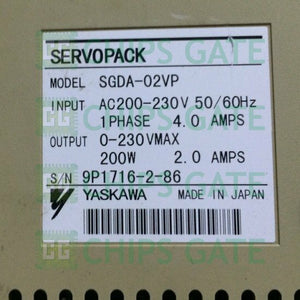 SERVOPACK
MODEL SGDA-02VP
INPUT AC200-230V 50/60Hz
1PHASE 4.0 AMPS
OUTPUT 0-230VMAX
200W 2.0 AMPS
S/N 9P1716-2-86
YASKAWA MADE IN JAPAN
CHIPS GATE